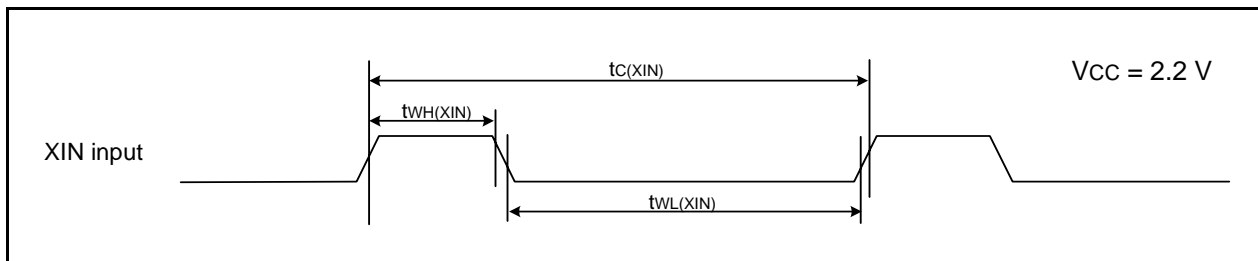 tC(XIN)
VCC = 2.2 V
tWH(XIN)
XIN input
tWL(XIN)